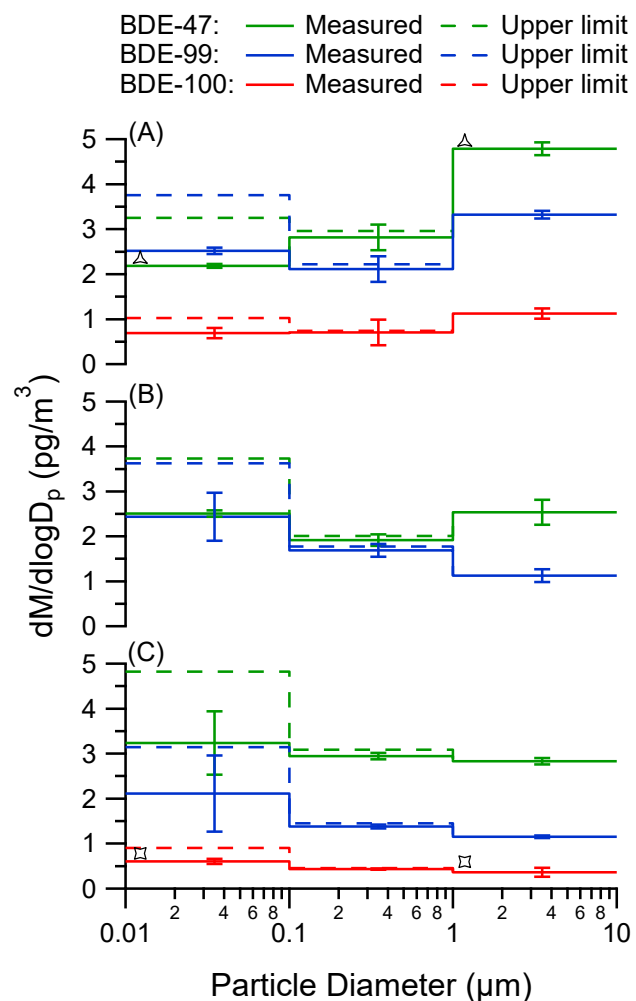 BDE-47: Measured Upper limit
BDE-99: Measured Upper limit
BDE-100: Measured Upper limit
(A)
5
4
3
2
1
0
(B)
5
4
3
2
1
0
dM/dlogDₚ (pg/m³)
(C)
5
4
3
2
1
0
0.01 2 4 6 8 0.1 2 4 6 8 1 2 4 6 8 10
Particle Diameter (µm)